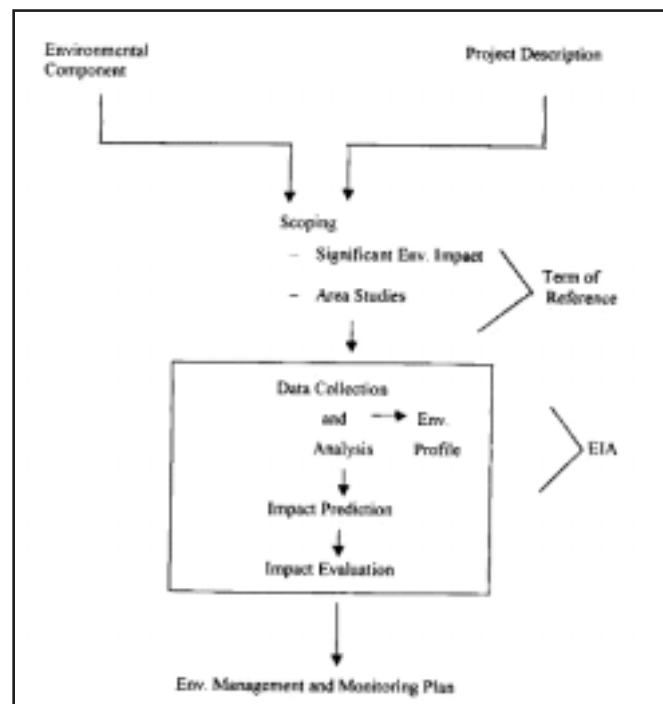 Environmental
Component
Project Description
Scoping
- Significant Env. Impact
- Area Studies
Term of
Reference
Data Collection
and
Analysis
Env.
Profile
EIA
Impact Prediction
Impact Evaluation
Env. Management and Monitoring Plan